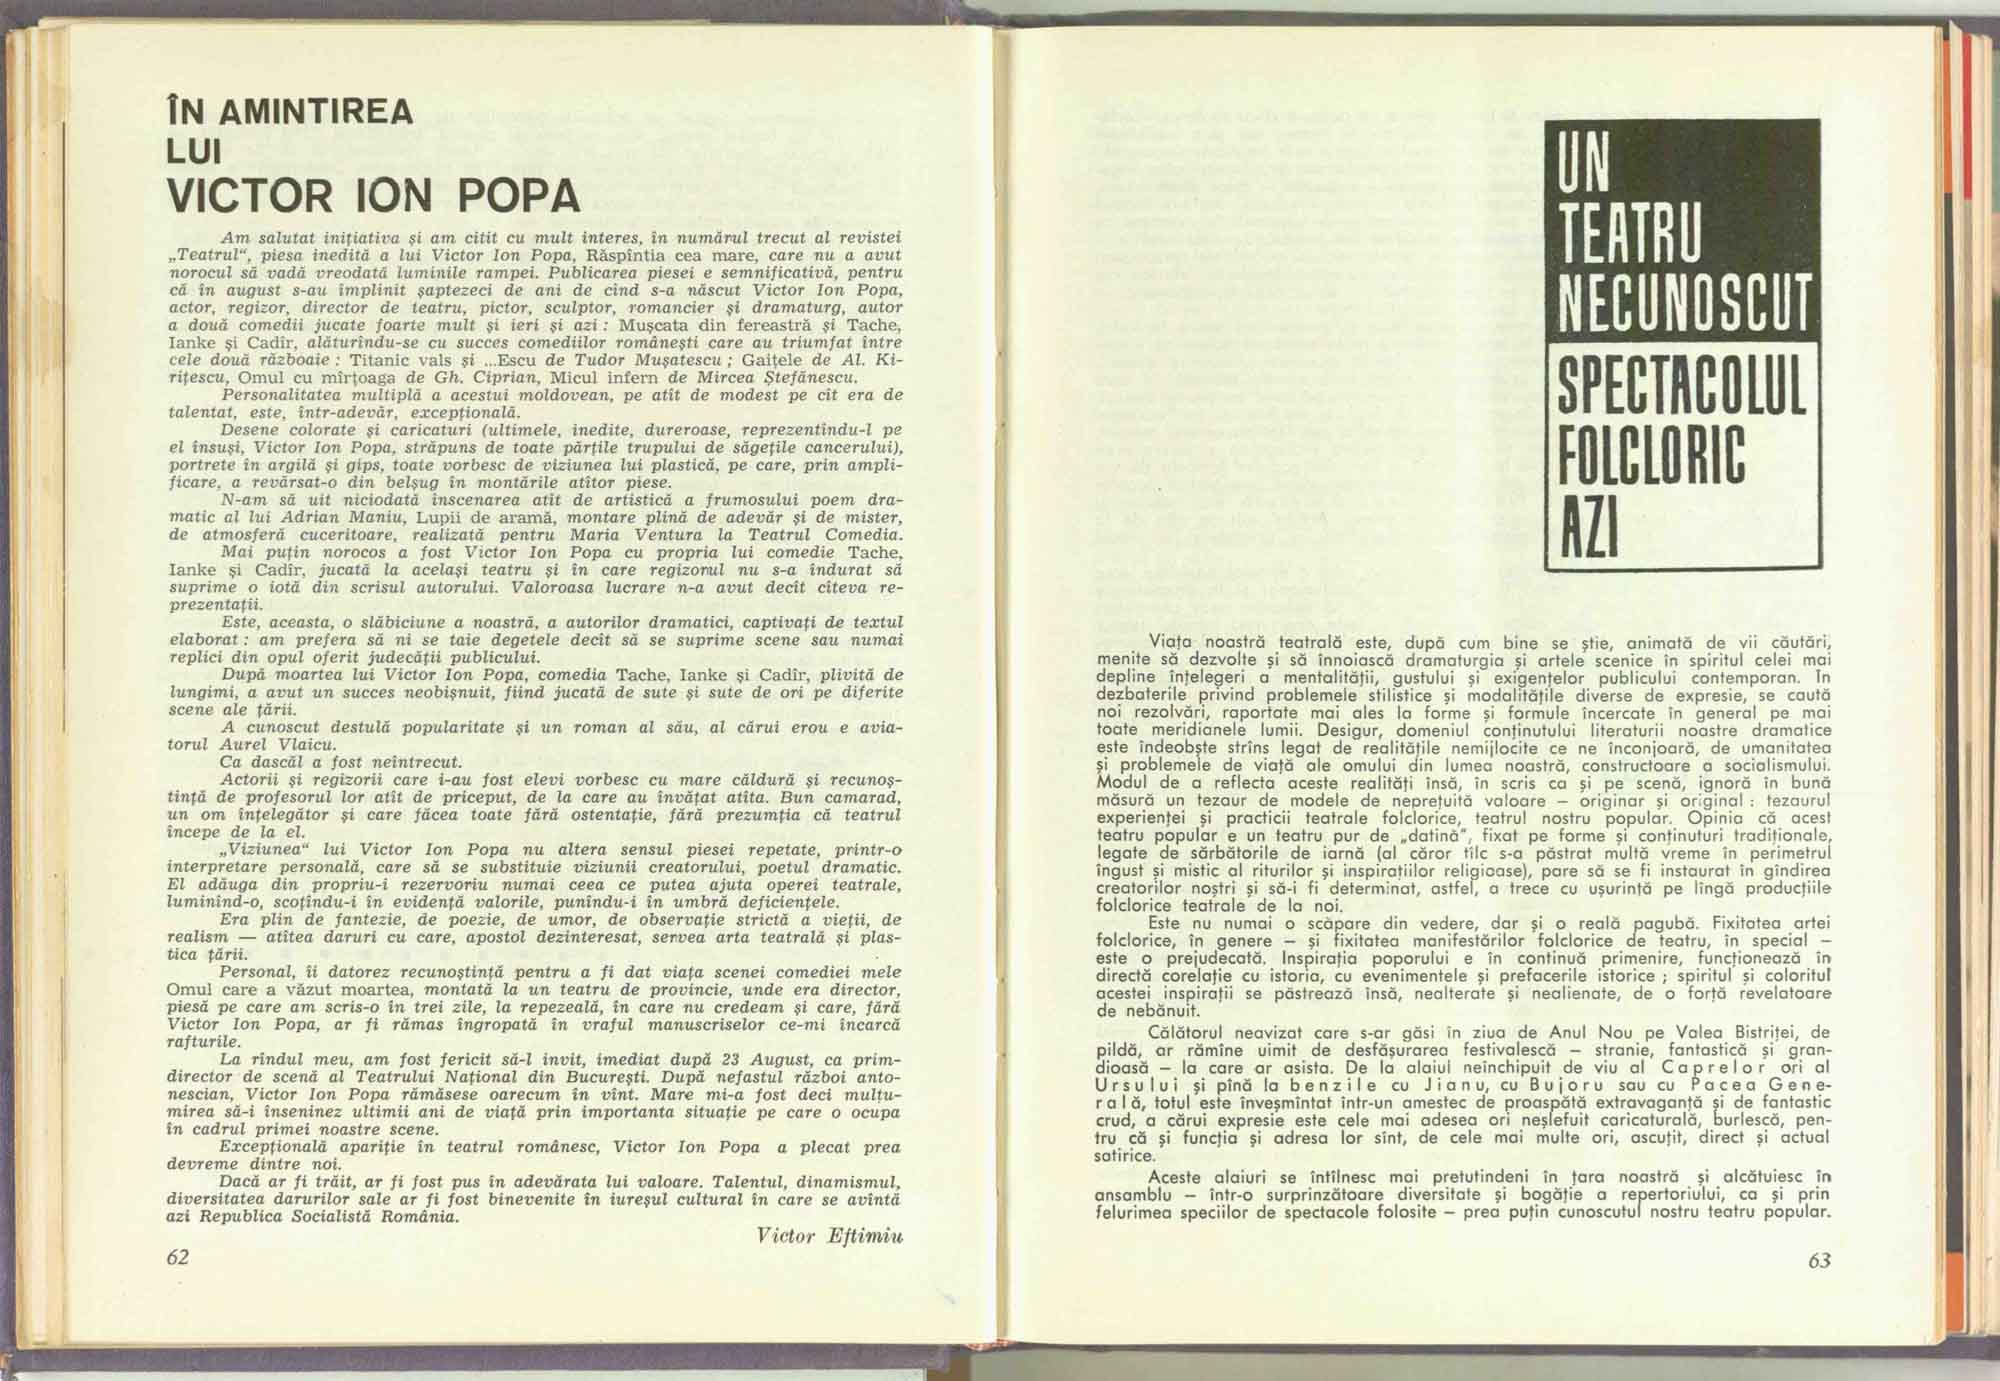 ÎN AMINTIREA
LUI
VICTOR ION POPA
Am salutat inițiativa și am citit cu mult interes, în numărul trecut al revistei
„Teatrul“, piesa inedită a lui Victor Ion Popa, Răspîntia cea mare, care nu a avut
norocul să vadă vreodată luminile rampei. Publicarea piesei e semnificativă, pentru
că în august s-au împlinit șaptezeci de ani de cînd s-a născut Victor Ion Popa,
actor, regizor, director de teatru, pictor, sculptor, romancier și dramaturg, autor
a două comedii jucate foarte mult și ieri și azi : Mușcata din fereastră și Tache,
Ianke și Cadîr, alăturîndu-se cu succes comediilor românești care au triumfat între
cele două războaie : Titanic vals și ...Escu de Tudor Mușatescu ; Gaițele de Al. Ki-
rițescu, Omul cu mîrțoaga de Gh. Ciprian, Micul infern de Mircea Ștefănescu.
Personalitatea multiplă a acestui moldovean, pe atît de modest pe cît era de
talentat, este, într-adevăr, excepțională.
Desene colorate și caricaturi (ultimele, inedite, dureroase, reprezentîndu-l pe
el însuși, Victor Ion Popa, străpuns de toate părțile trupului de săgețile cancerului),
portrete în argilă și gips, toate vorbesc de viziunea lui plastică, pe care, prin ampli-
ficare, a revărsat-o din belșug în montările atîtor piese.
N-am să uit niciodată înscenarea atît de artistică a frumosului poem dra-
matic al lui Adrian Maniu, Lupii de aramă, montare plină de adevăr și de mister,
de atmosferă cuceritoare, realizată pentru Maria Ventura la Teatrul Comedia.
Mai puțin norocos a fost Victor Ion Popa cu propria lui comedie Tache,
Ianke și Cadîr, jucată la același teatru și în care regizorul nu s-a îndurat să
suprime o iotă din scrisul autorului. Valoroasa lucrare n-a avut decît cîteva re-
prezentații.
Este, aceasta, o slăbiciune a noastră, a autorilor dramatici, captivați de textul
elaborat : am prefera să ni se taie degetele decît să se suprime scene sau numai
replici din opul oferit judecății publicului.
După moartea lui Victor Ion Popa, comedia Tache, Ianke și Cadîr, plivită de
lungimi, a avut un succes neobișnuit, fiind jucată de sute și sute de ori pe diferite
scene ale țării.
A cunoscut destulă popularitate și un roman al său, al cărui erou e avia-
torul Aurel Vlaicu.
Ca dascăl a fost neîntrecut.
Actorii și regizorii care i-au fost elevi vorbesc cu mare căldură și recunoș-
tință de profesorul lor atît de priceput, de la care au învățat atîta. Bun camarad,
un om înțelegător și care făcea toate fără ostentație, fără prezumția că teatrul
începe de la el.
„Viziunea“ lui Victor Ion Popa nu altera sensul piesei repetate, printr-o
interpretare personală, care să se substituie viziunii creatorului, poetul dramatic.
El adăuga din propriu-i rezervoriu numai ceea ce putea ajuta operei teatrale,
luminînd-o, scoțîndu-i în evidență valorile, punîndu-i în umbră deficiențele.
Era plin de fantezie, de poezie, de umor, de observație strictă a vieții, de
realism — atîtea daruri cu care, apostol dezinteresat, servea arta teatrală și plas-
tica țării.
Personal, îi datorez recunoștință pentru a fi dat viața scenei comediei mele
Omul care a văzut moartea, montată la un teatru de provincie, unde era director,
piesă pe care am scris-o în trei zile, la repezeală, în care nu credeam și care, fără
Victor Ion Popa, ar fi rămas îngropată în vraful manuscriselor ce-mi încarcă
rafturile.
La rîndul meu, am fost fericit să-l invit, imediat după 23 August, ca prim-
director de scenă al Teatrului Național din București. După nefastul război anto-
nescian, Victor Ion Popa rămăsese oarecum în vînt. Mare mi-a fost deci mulțu-
mirea să-i înseninez ultimii ani de viață prin importanta situație pe care o ocupa
în cadrul primei noastre scene.
Excepțională apariție în teatrul românesc, Victor Ion Popa a plecat prea
devreme dintre noi.
Dacă ar fi trăit, ar fi fost pus în adevărata lui valoare. Talentul, dinamismul,
diversitatea darurilor sale ar fi fost binevenite în iureșul cultural în care se avîntă
azi Republica Socialistă România.
Victor Eftimiu
62
UN
TEATRU
NECUNOSCUT
SPECTACOLUL
FOLCLORIC
AZI
Viața noastră teatrală este, după cum bine se știe, animată de vii căutări,
menite să dezvolte și să înnoiască dramaturgia și artele scenice în spiritul celei mai
depline înțelegeri a mentalității, gustului și exigențelor publicului contemporan. În
dezbaterile privind problemele stilistice și modalitățile diverse de expresie, se caută
noi rezolvări, raportate mai ales la forme și formule încercate în general pe mai
toate meridianele lumii. Desigur, domeniul conținutului literaturii noastre dramatice
este îndeobște strîns legat de realitățile nemijlocite ce ne înconjoară, de umanitatea
și problemele de viață ale omului din lumea noastră, constructoare a socialismului.
Modul de a reflecta aceste realități însă, în scris ca și pe scenă, ignoră în bună
măsură un tezaur de modele de neprețuită valoare — originar și original : tezaurul
experienței și practicii teatrale folclorice, teatrul nostru popular. Opinia că acest
teatru popular e un teatru pur de „datină“, fixat pe forme și conținuturi tradiționale,
legate de sărbătorile de iarnă (al căror tîlc s-a păstrat multă vreme în perimetrul
îngust și mistic al riturilor și inspirațiilor religioase), pare să se fi instaurat în gîndirea
creatorilor noștri și să-i fi determinat, astfel, a trece cu ușurință pe lîngă producțiile
folclorice teatrale de la noi.
Este nu numai o scăpare din vedere, dar și o reală pagubă. Fixitatea artei
folclorice, în genere — și fixitatea manifestărilor folclorice de teatru, în special —
este o prejudecată. Inspirația poporului e în continuă primenire, funcționează în
directă corelație cu istoria, cu evenimentele și prefacerile istorice ; spiritul și coloritul
acestei inspirații se păstrează însă, nealterate și nealienate, de o forță revelatoare
de nebănuit.
Călătorul neavizat care s-ar găsi în ziua de Anul Nou pe Valea Bistriței, de
pildă, ar rămîne uimit de desfășurarea festivalescă — stranie, fantastică și gran-
dioasă — la care ar asista. De la alaiul neînchipuit de viu al Caprelor ori al
Ursului și pînă la benzile cu Jianu, cu Bujoru sau cu Pacea Gene-
rală, totul este înveșmîntat într-un amestec de proaspătă extravaganță și de fantastic
crud, a cărui expresie este cele mai adesea ori neșlefuit caricaturală, burlescă, pen-
tru că și funcția și adresa lor sînt, de cele mai multe ori, ascuțit, direct și actual
satirice.
Aceste alaiuri se întîlnesc mai pretutindeni în țara noastră și alcătuiesc în
ansamblu — într-o surprinzătoare diversitate și bogăție a repertoriului, ca și prin
felurimea speciilor de spectacole folosite — prea puțin cunoscutul nostru teatru popular.
63